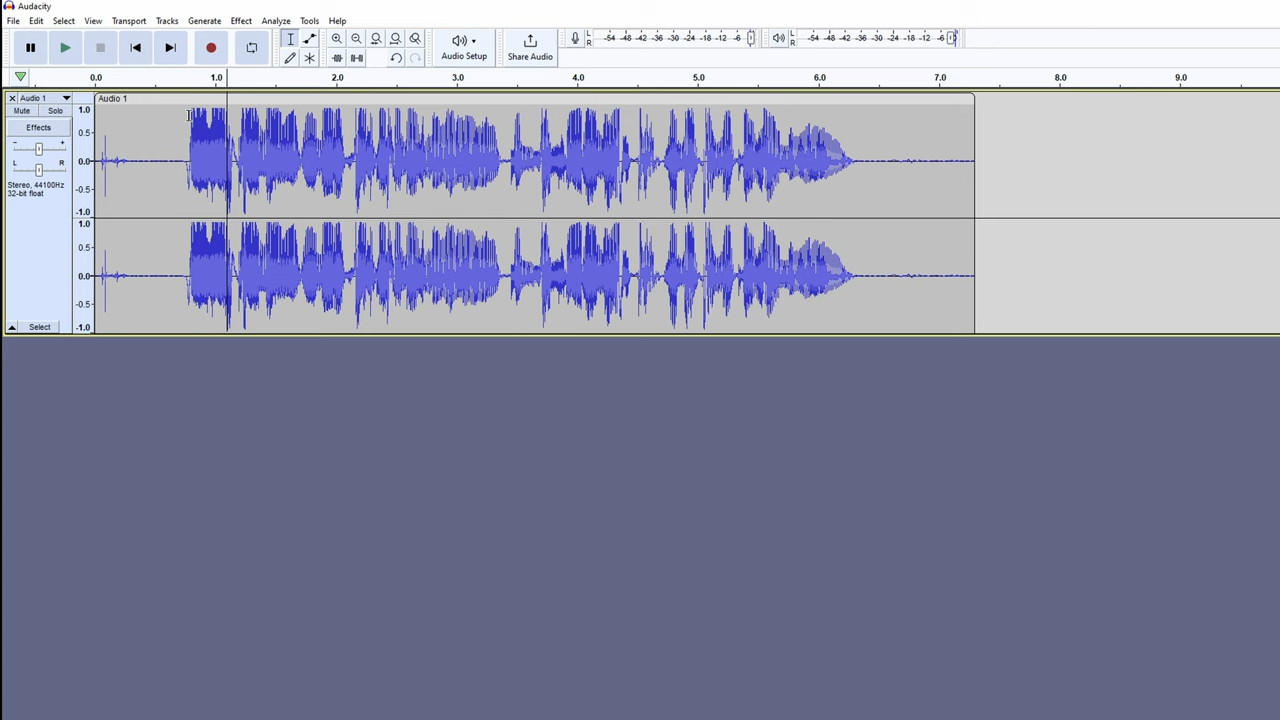 Audacity
File Edit Select View Transport Tracks Generate Effect Analyze Tools Help
L R -54 -48 -42 -36 -30 -24 -18 -12 -6 L R -54 -48 -42 -36 -30 -24 -18 -12 -6
Audio Setup Share Audio
0.0 1.0 2.0 3.0 4.0 5.0 6.0 7.0 8.0 9.0
Audio 1 Audio 1
Mute Solo 1.0
Effects 0.5
- +
L R 0.0
Stereo, 44100Hz -0.5
32-bit float
-1.0
1.0
0.5
0.0
-0.5
Select -1.0